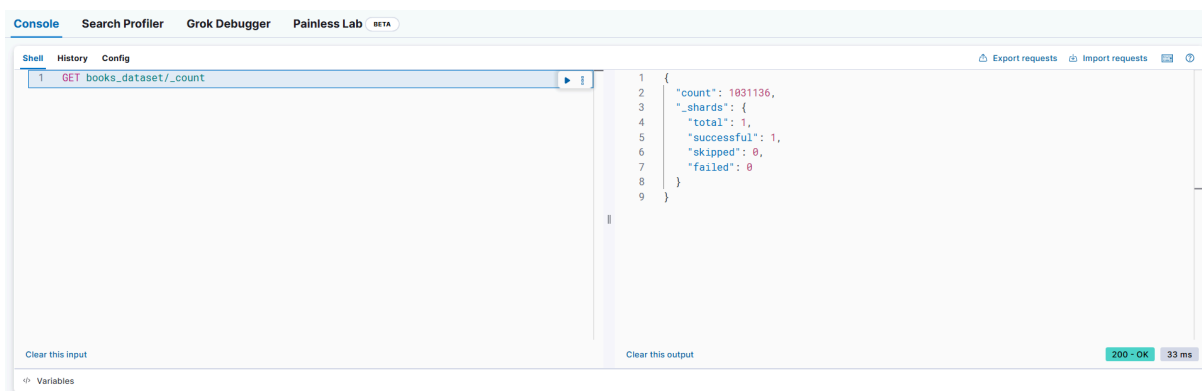 Console Search Profiler Grok Debugger Painless Lab BETA
Shell History Config Export requests Import requests
1 GET books_dataset/_count
1 {
2 "count": 1031136,
3 "_shards": {
4 "total": 1,
5 "successful": 1,
6 "skipped": 0,
7 "failed": 0
8 }
9 }
Clear this input
Clear this output 200 - OK 33 ms
</> Variables